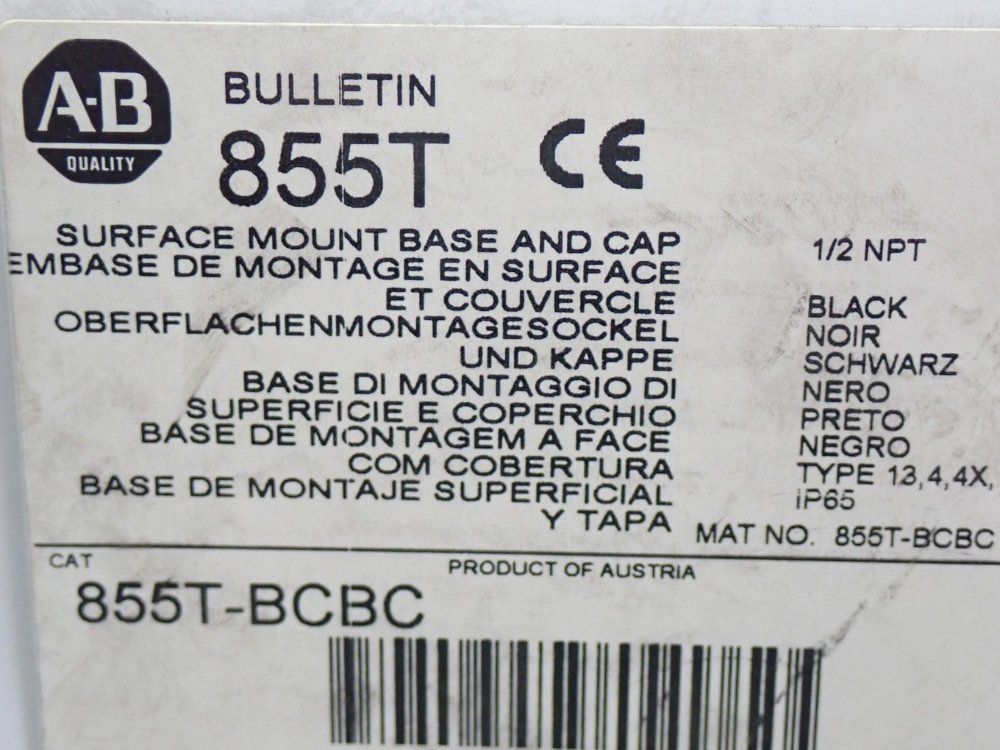 A-B
QUALITY
BULLETIN
855T
CE
SURFACE MOUNT BASE AND CAP
EMBASE DE MONTAGE EN SURFACE
ET COUVERCLE
OBERFLACHENMONTAGESOCKEL
UND KAPPE
BASE DI MONTAGGIO DI
SUPERFICIE E COPERCHIO
BASE DE MONTAGEM A FACE
COM COBERTURA
BASE DE MONTAJE SUPERFICIAL
Y TAPA
1/2 NPT
BLACK
NOIR
SCHWARZ
NERO
PRETO
NEGRO
TYPE 13,4,4X,
IP65
MAT NO. 855T-BCBC
CAT
PRODUCT OF AUSTRIA
855T-BCBC